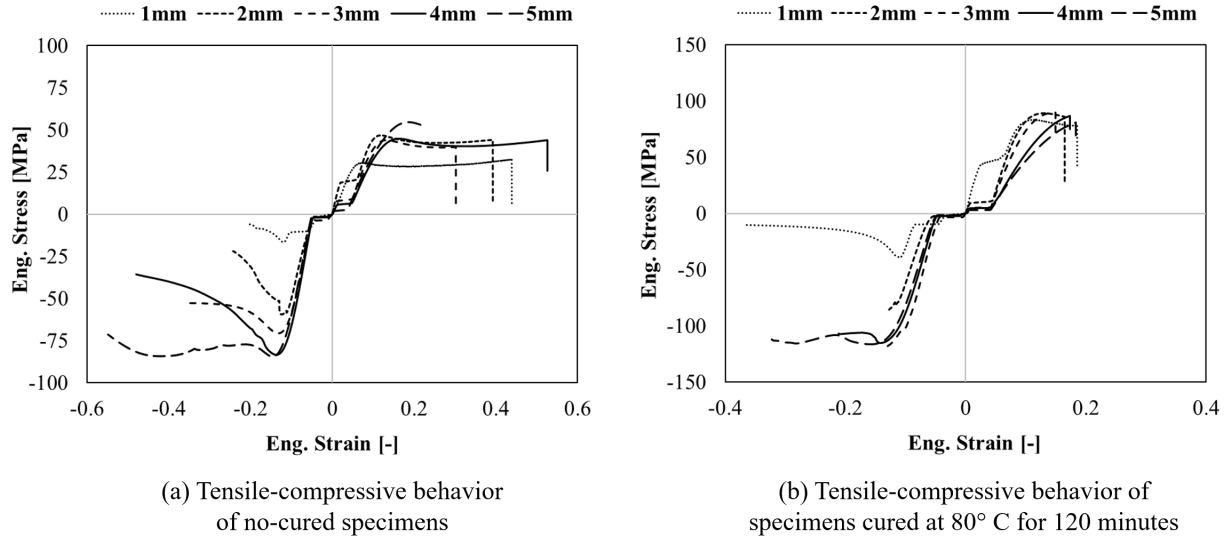 1mm 2mm 3mm 4mm 5mm
100
75
50
25
0
-25
-50
-75
-100
Eng. Stress [MPa]
-0.6 -0.4 -0.2 0 0.2 0.4 0.6
Eng. Strain [-]
(a) Tensile-compressive behavior
of no-cured specimens
1mm 2mm 3mm 4mm 5mm
150
100
50
0
-50
-100
-150
Eng. Stress [MPa]
-0.4 -0.2 0 0.2 0.4
Eng. Strain [-]
(b) Tensile-compressive behavior of
specimens cured at 80° C for 120 minutes